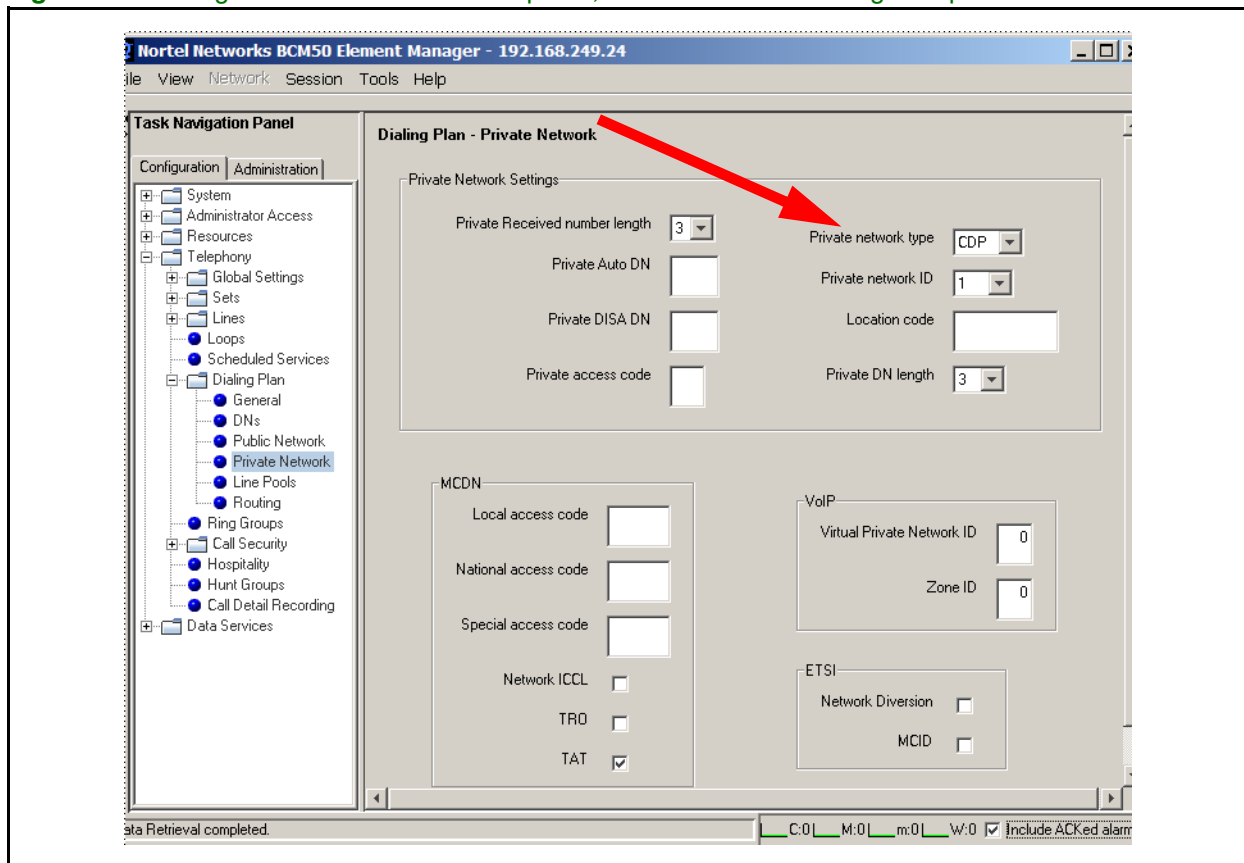 Nortel Networks BCM50 Element Manager - 192.168.249.24
ile View Network Session Tools Help
Task Navigation Panel
Configuration Administration
System
Administrator Access
Resources
Telephony
Global Settings
Sets
Lines
Loops
Scheduled Services
Dialing Plan
General
DNs
Public Network
Private Network
Line Pools
Routing
Ring Groups
Call Security
Hospitality
Hunt Groups
Call Detail Recording
Data Services
Dialing Plan - Private Network
Private Network Settings
Private Received number length 3
Private Auto DN
Private DISA DN
Private access code
Private network type CDP
Private network ID 1
Location code
Private DN length 3
MCDN
Local access code
National access code
Special access code
Network ICCL
TRO
TAT
VoIP
Virtual Private Network ID 0
Zone ID 0
ETSI
Network Diversion
MCID
ata Retrieval completed.
C:0 M:0 m:0 W:0 Include ACKed alarm